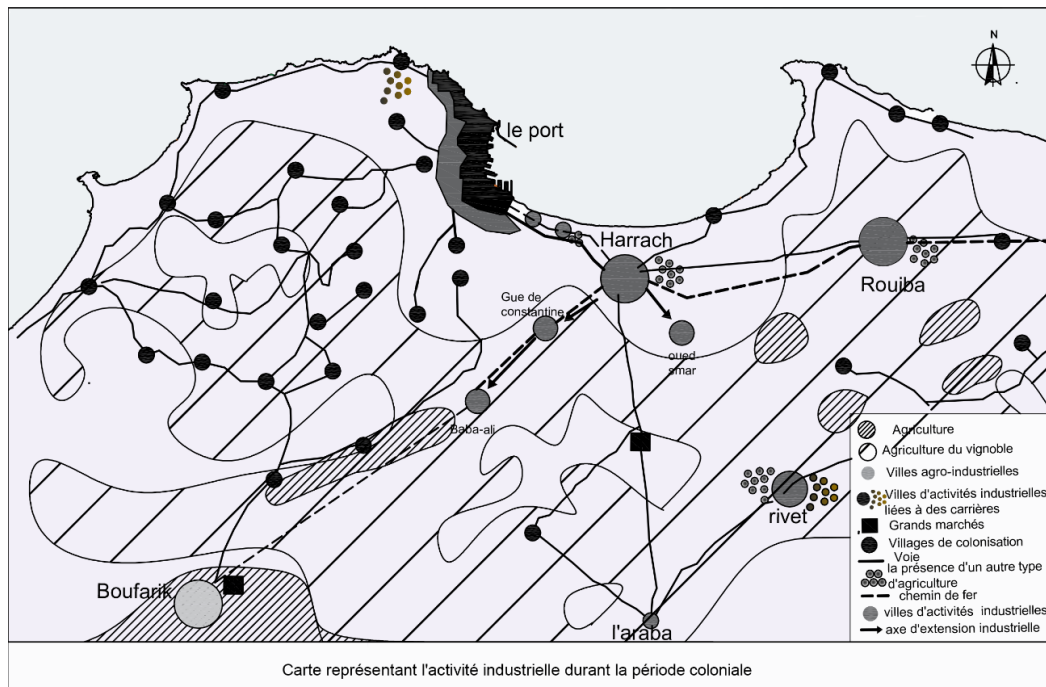 N
le port
Harrach
Rouiba
Gue de
constantine
oued
smar
Baba-ali
rivet
Boufarik
l'araba
Agriculture
Agriculture du vignoble
Villes agro-industrielles
Villes d'activités industrielles
liées à des carrières
Grands marchés
Villages de colonisation
Voie
la présence d'un autre type
d'agriculture
chemin de fer
villes d'activités industrielles
axe d'extension industrielle
Carte représentant l'activité industrielle durant la période coloniale